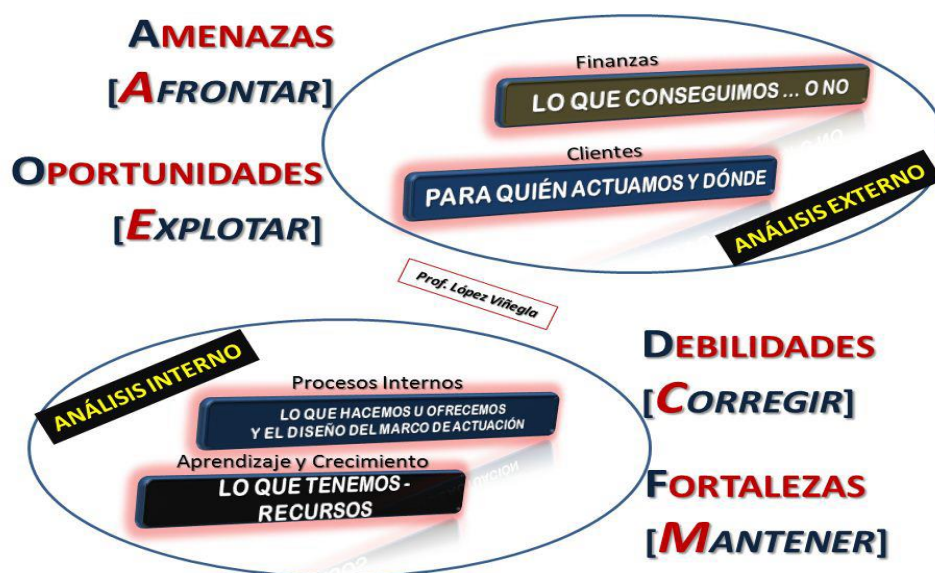 AMENAZAS
[AFRONTAR]
OPORTUNIDADES
[EXPLOTAR]
Finanzas
LO QUE CONSEGUIMOS ... O NO
Clientes
PARA QUIÉN ACTUAMOS Y DÓNDE
ANÁLISIS EXTERNO
Prof. López Viñegla
ANÁLISIS INTERNO
Procesos Internos
LO QUE HACEMOS U OFRECEMOS
Y EL DISEÑO DEL MARCO DE ACTUACIÓN
Aprendizaje y Crecimiento
LO QUE TENEMOS -
RECURSOS
DEBILIDADES
[CORREGIR]
FORTALEZAS
[MANTENER]